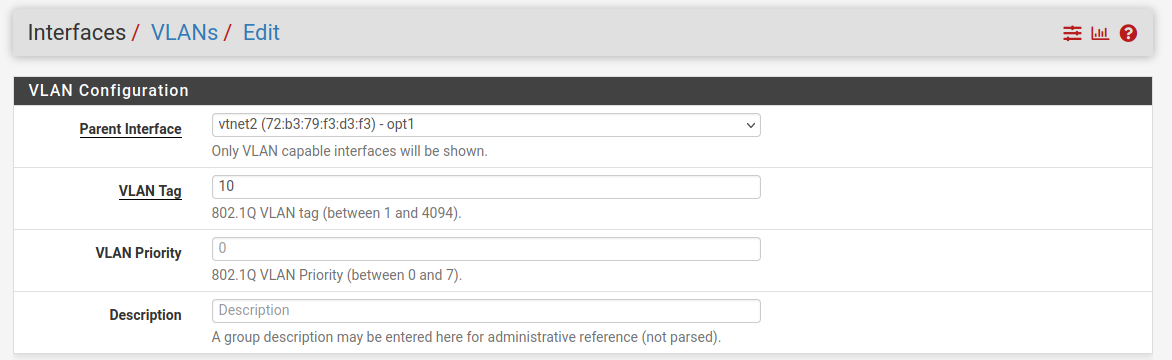 Interfaces / VLANs / Edit
VLAN Configuration
Parent Interface
vtnet2 (72:b3:79:f3:d3:f3) - opt1
Only VLAN capable interfaces will be shown.
VLAN Tag
10
802.1Q VLAN tag (between 1 and 4094).
VLAN Priority
0
802.1Q VLAN Priority (between 0 and 7).
Description
Description
A group description may be entered here for administrative reference (not parsed).